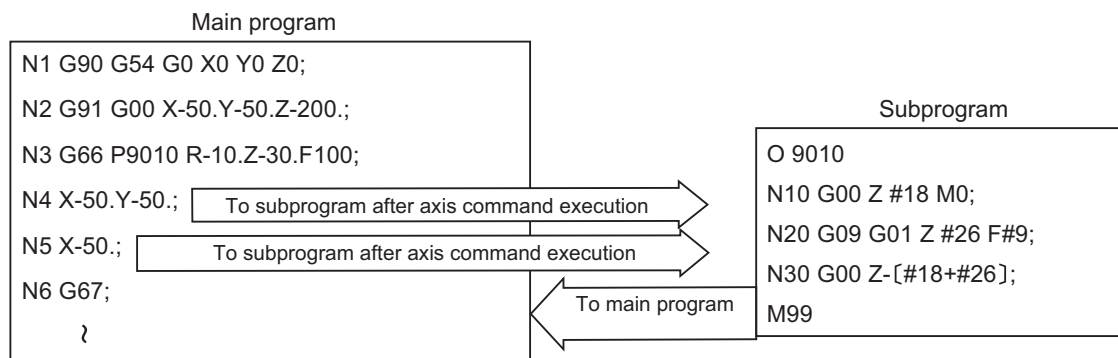 Main program
N1 G90 G54 G0 X0 Y0 Z0;
N2 G91 G00 X-50.Y-50.Z-200.;
N3 G66 P9010 R-10.Z-30.F100;
N4 X-50.Y-50.;
To subprogram after axis command execution
N5 X-50.;
To subprogram after axis command execution
N6 G67;
~
To main program
Subprogram
O 9010
N10 G00 Z #18 M0;
N20 G09 G01 Z #26 F#9;
N30 G00 Z-〔#18+#26〕;
M99